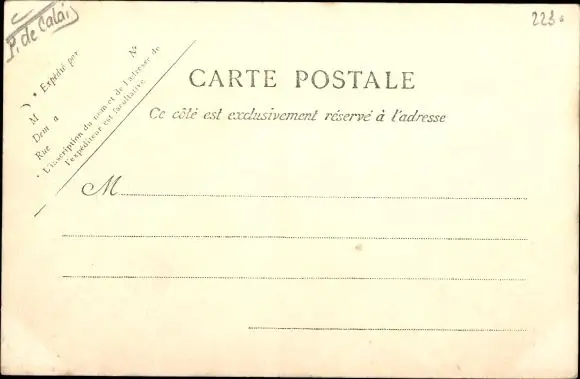 P. de Calais
223
* Expédié par
M
Dem à
Rue
N°
* L'inscription du nom et de l'adresse de
l'expéditeur est facultative
CARTE POSTALE
Ce côté est exclusivement réservé à l'adresse
M